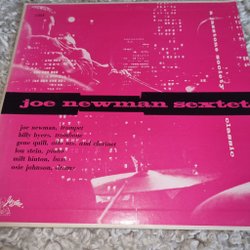 joe newman sextet
joe newman, trumpet
billy byers, trombone
gene quill, alto sax. and clarinet
lou stein, piano
milt hinton, bass
osie johnson, drums
classic